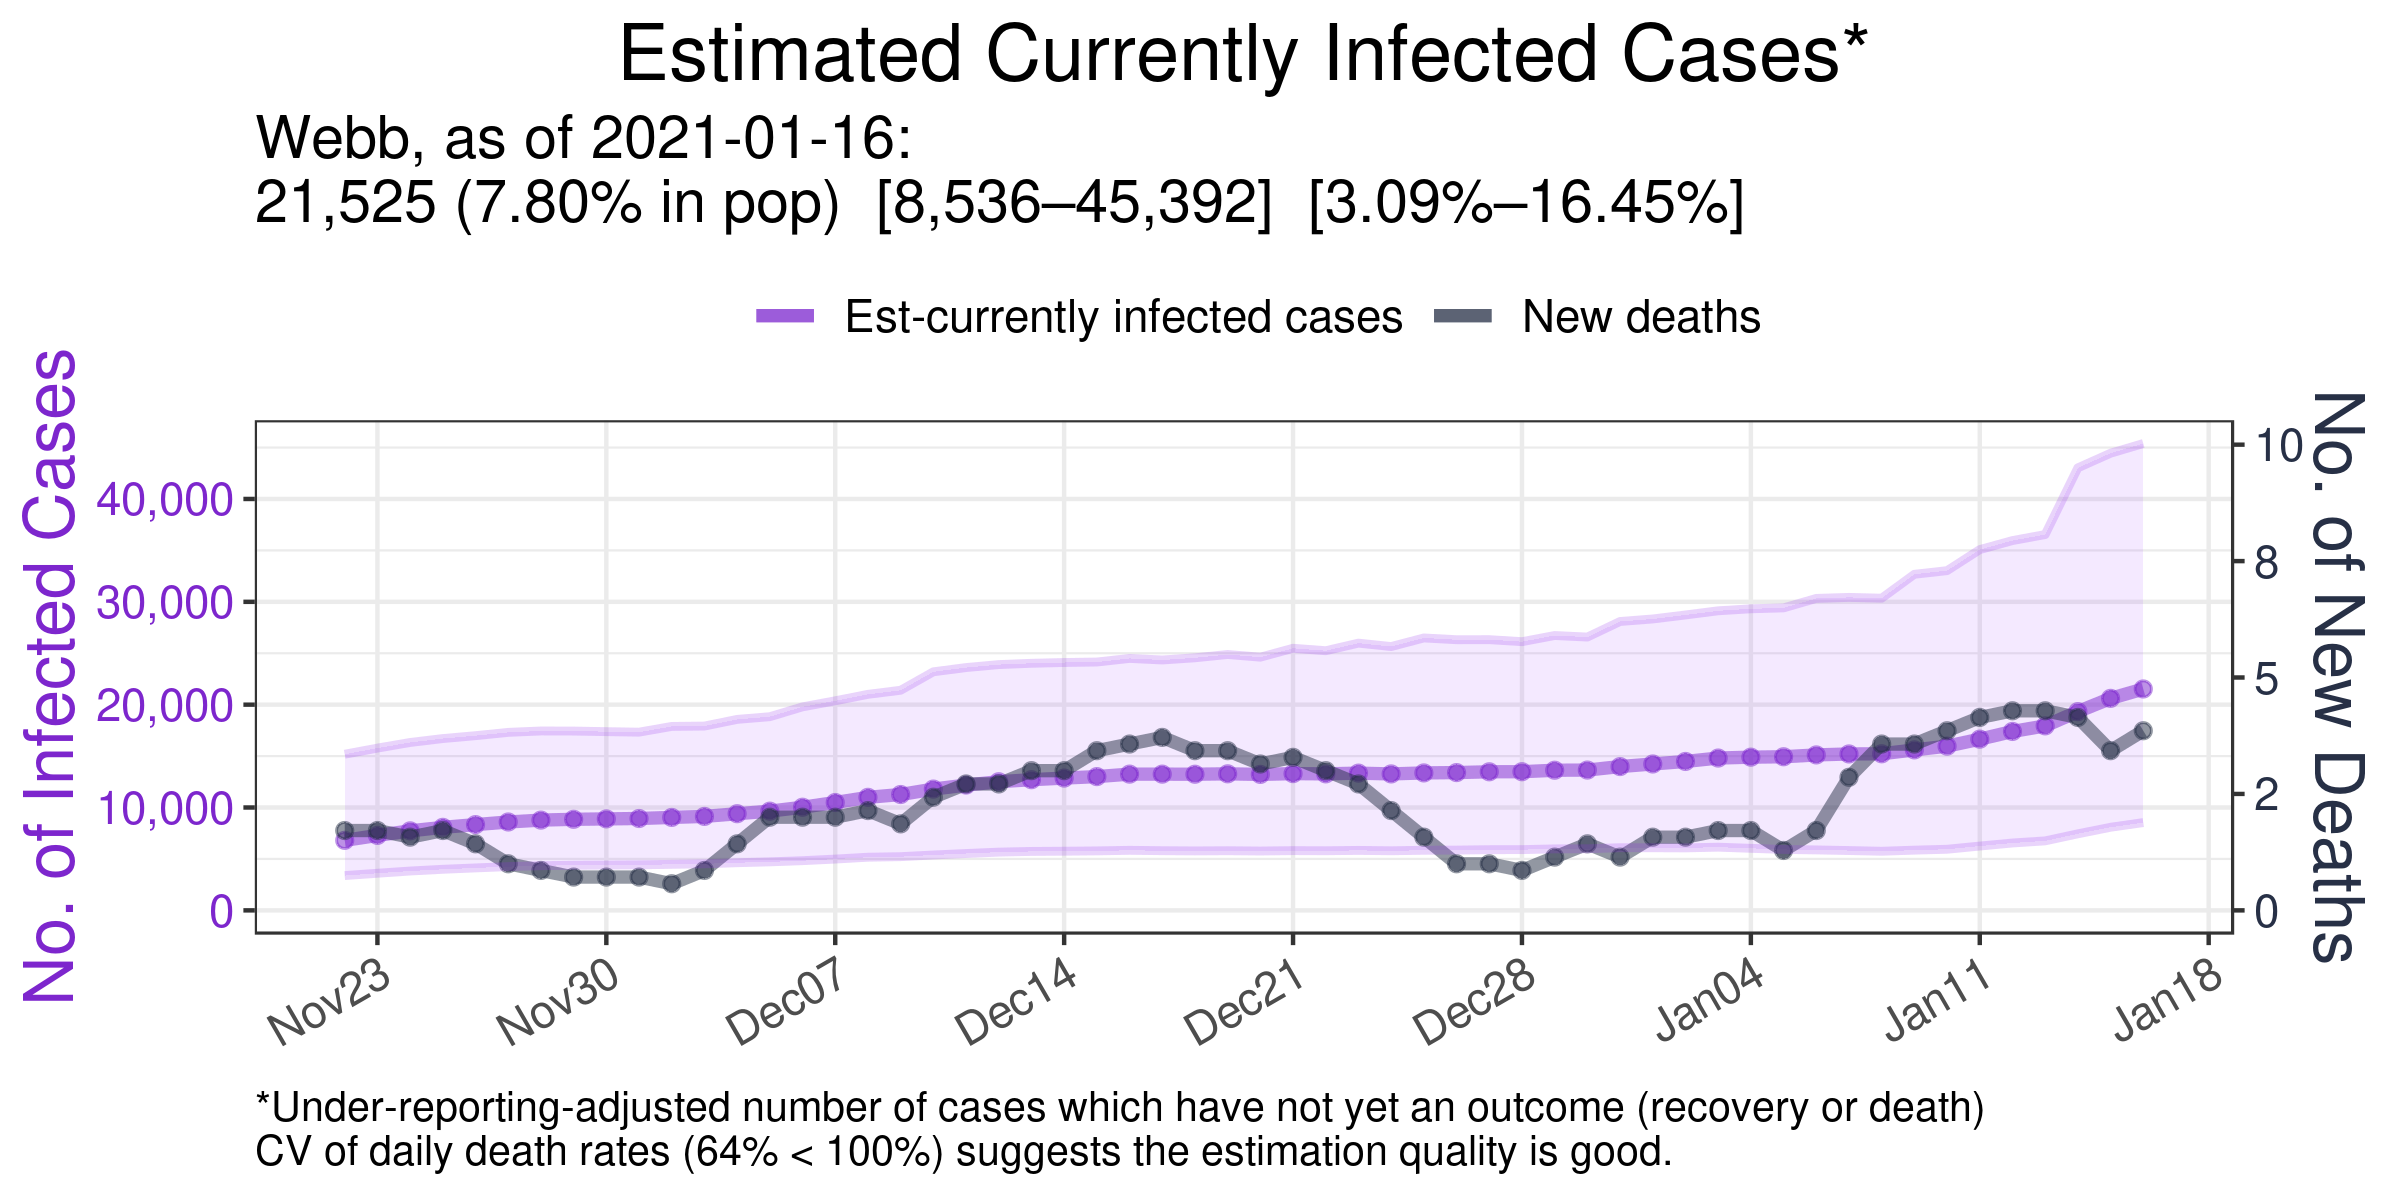 Estimated Currently Infected Cases*
Webb, as of 2021-01-16:
21,525 (7.80% in pop)  [8,536–45,392]  [3.09%–16.45%]
Est-currently infected cases
New deaths
No. of Infected Cases
40,000
30,000
20,000
10,000
0
10
8
5
2
0
No. of New Deaths
Nov23
Nov30
Dec07
Dec14
Dec21
Dec28
Jan04
Jan11
Jan18
*Under-reporting-adjusted number of cases which have not yet an outcome (recovery or death)
CV of daily death rates (64% < 100%) suggests the estimation quality is good.